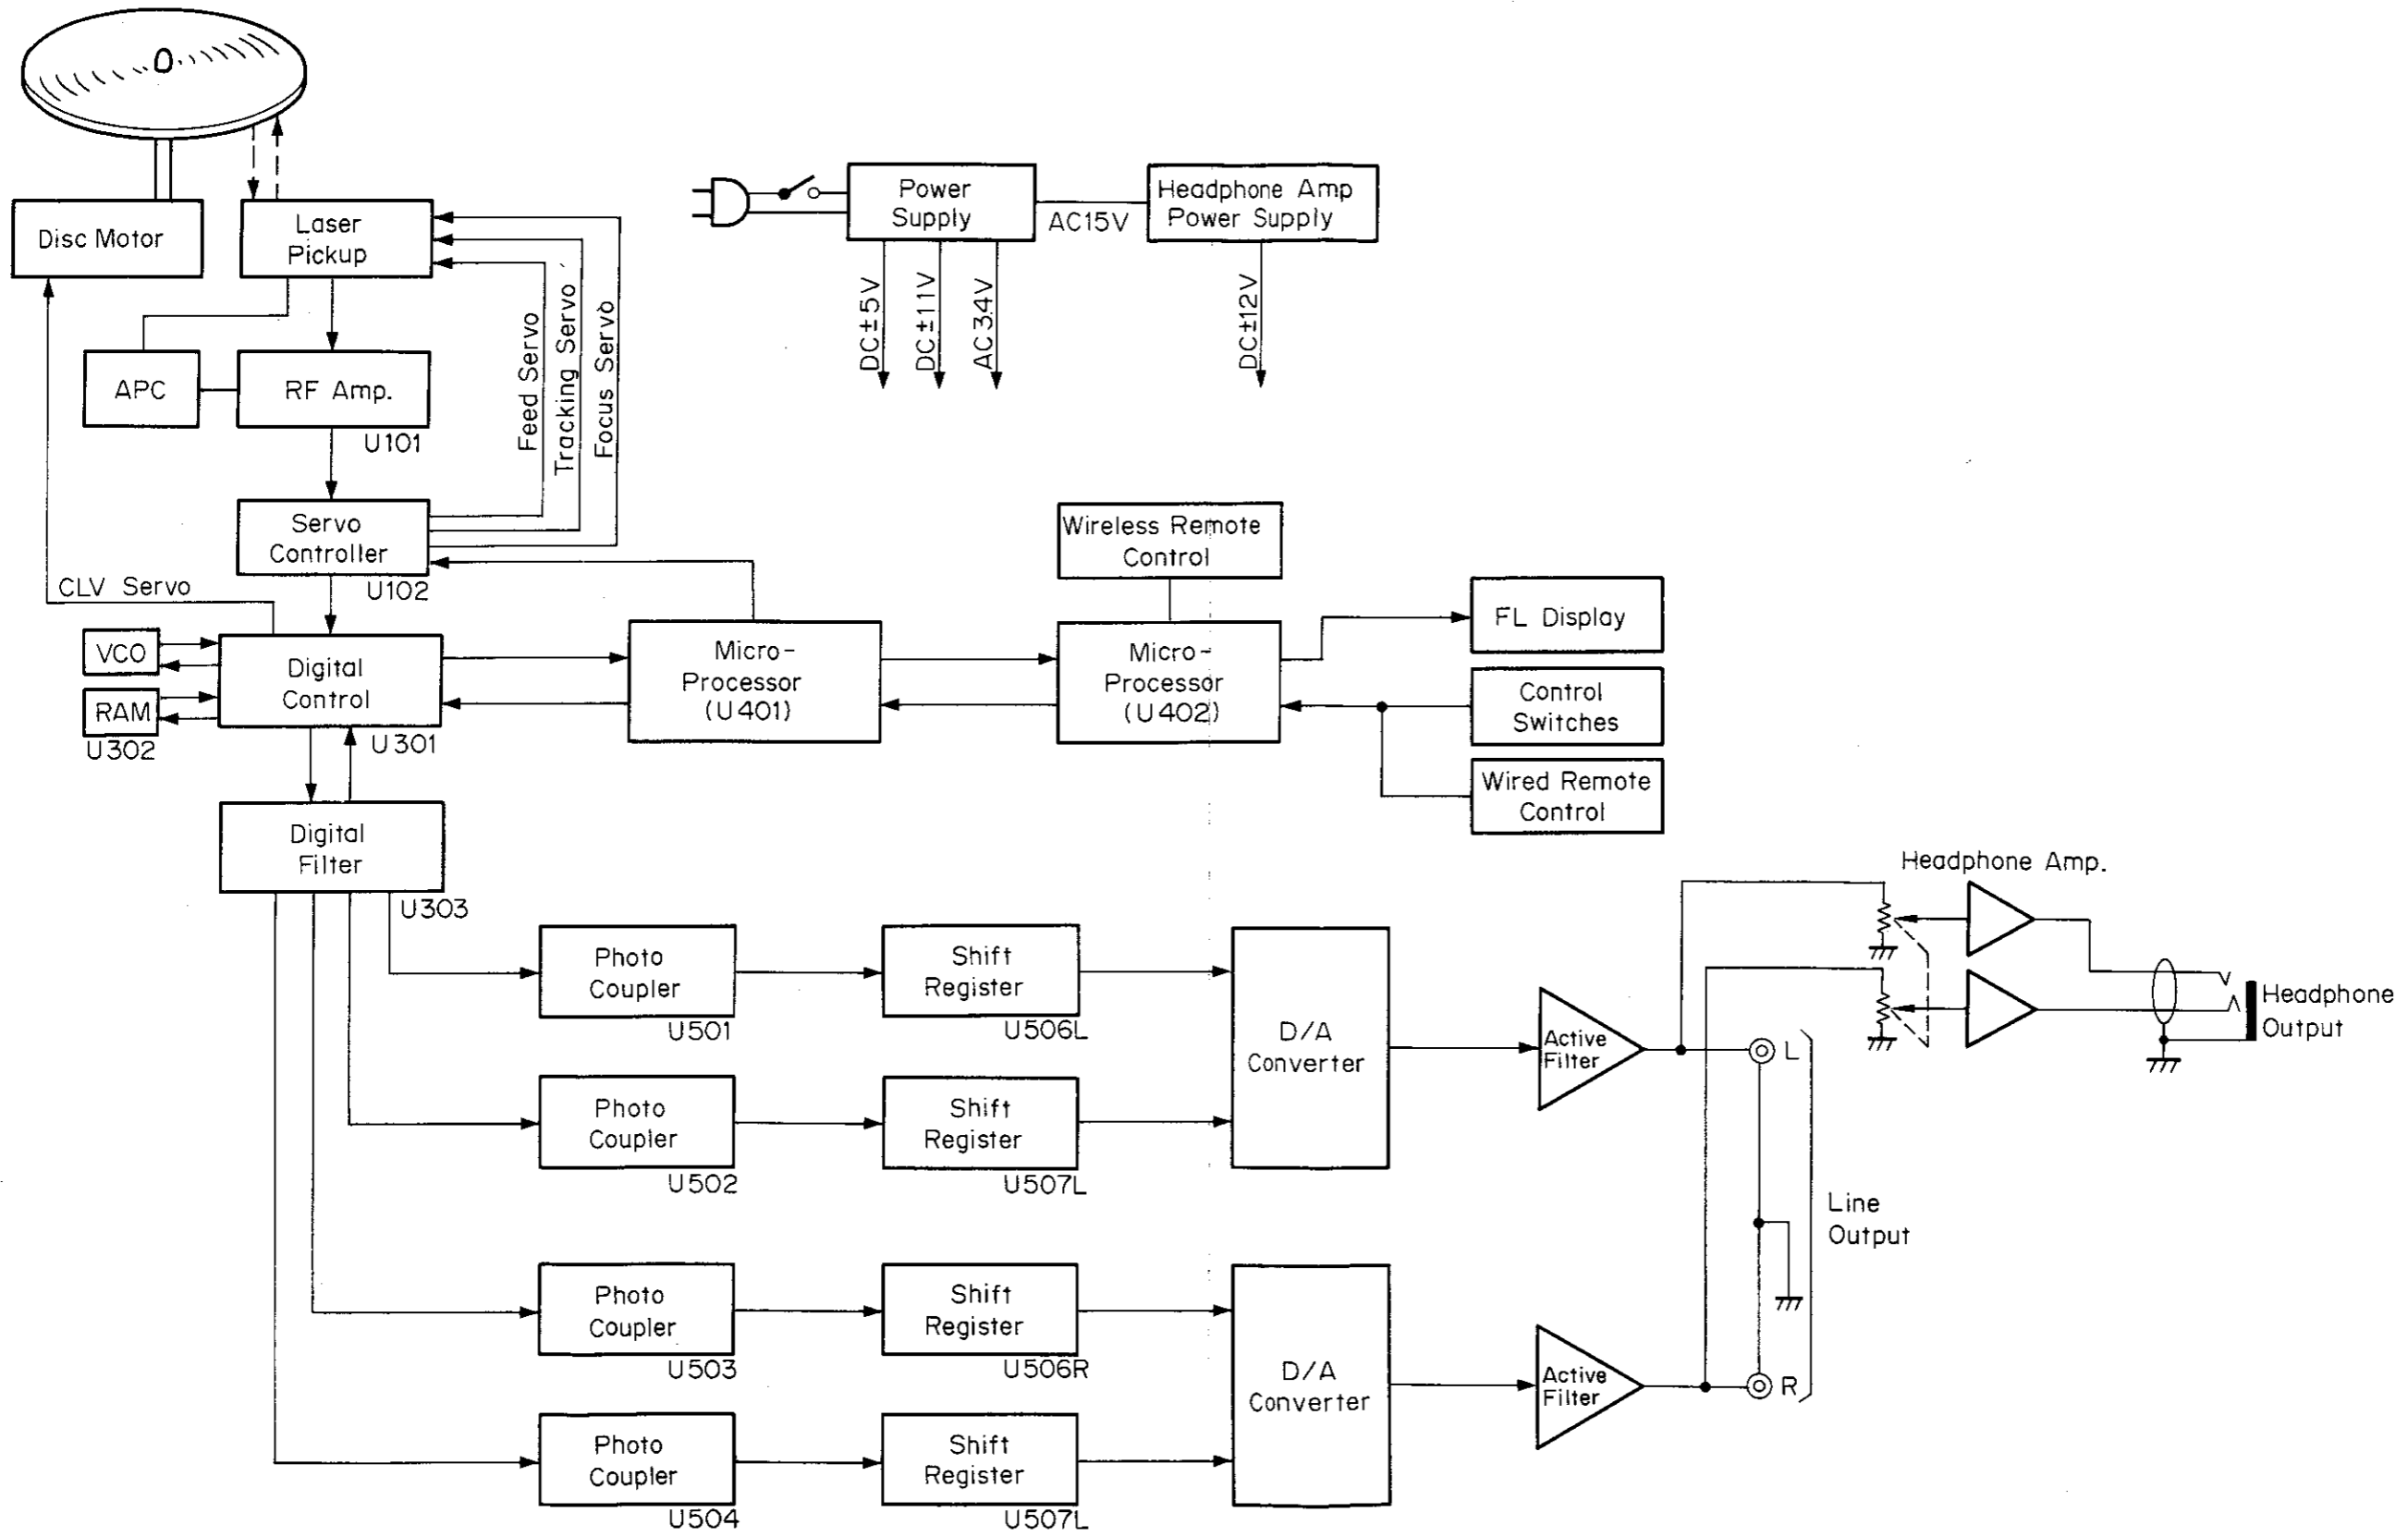 Disc Motor
Laser
Pickup
APC
RF Amp.
U101
Feed Servo
Tracking Servo
Focus Servo
Servo
Controller
U102
CLV Servo
VCO
RAM
U302
Digital
Control
U301
Digital
Filter
U303
Power
Supply
AC15V
Headphone Amp
Power Supply
DC±5V
DC±11V
AC3.4V
DC±12V
Micro-
Processor
(U401)
Wireless Remote
Control
Micro-
Processor
(U402)
FL Display
Control
Switches
Wired Remote
Control
Photo
Coupler
U501
Shift
Register
U506L
Photo
Coupler
U502
Shift
Register
U507L
D/A
Converter
Active
Filter
Photo
Coupler
U503
Shift
Register
U506R
Photo
Coupler
U504
Shift
Register
U507L
D/A
Converter
Active
Filter
L
R
Line
Output
Headphone Amp.
Headphone
Output